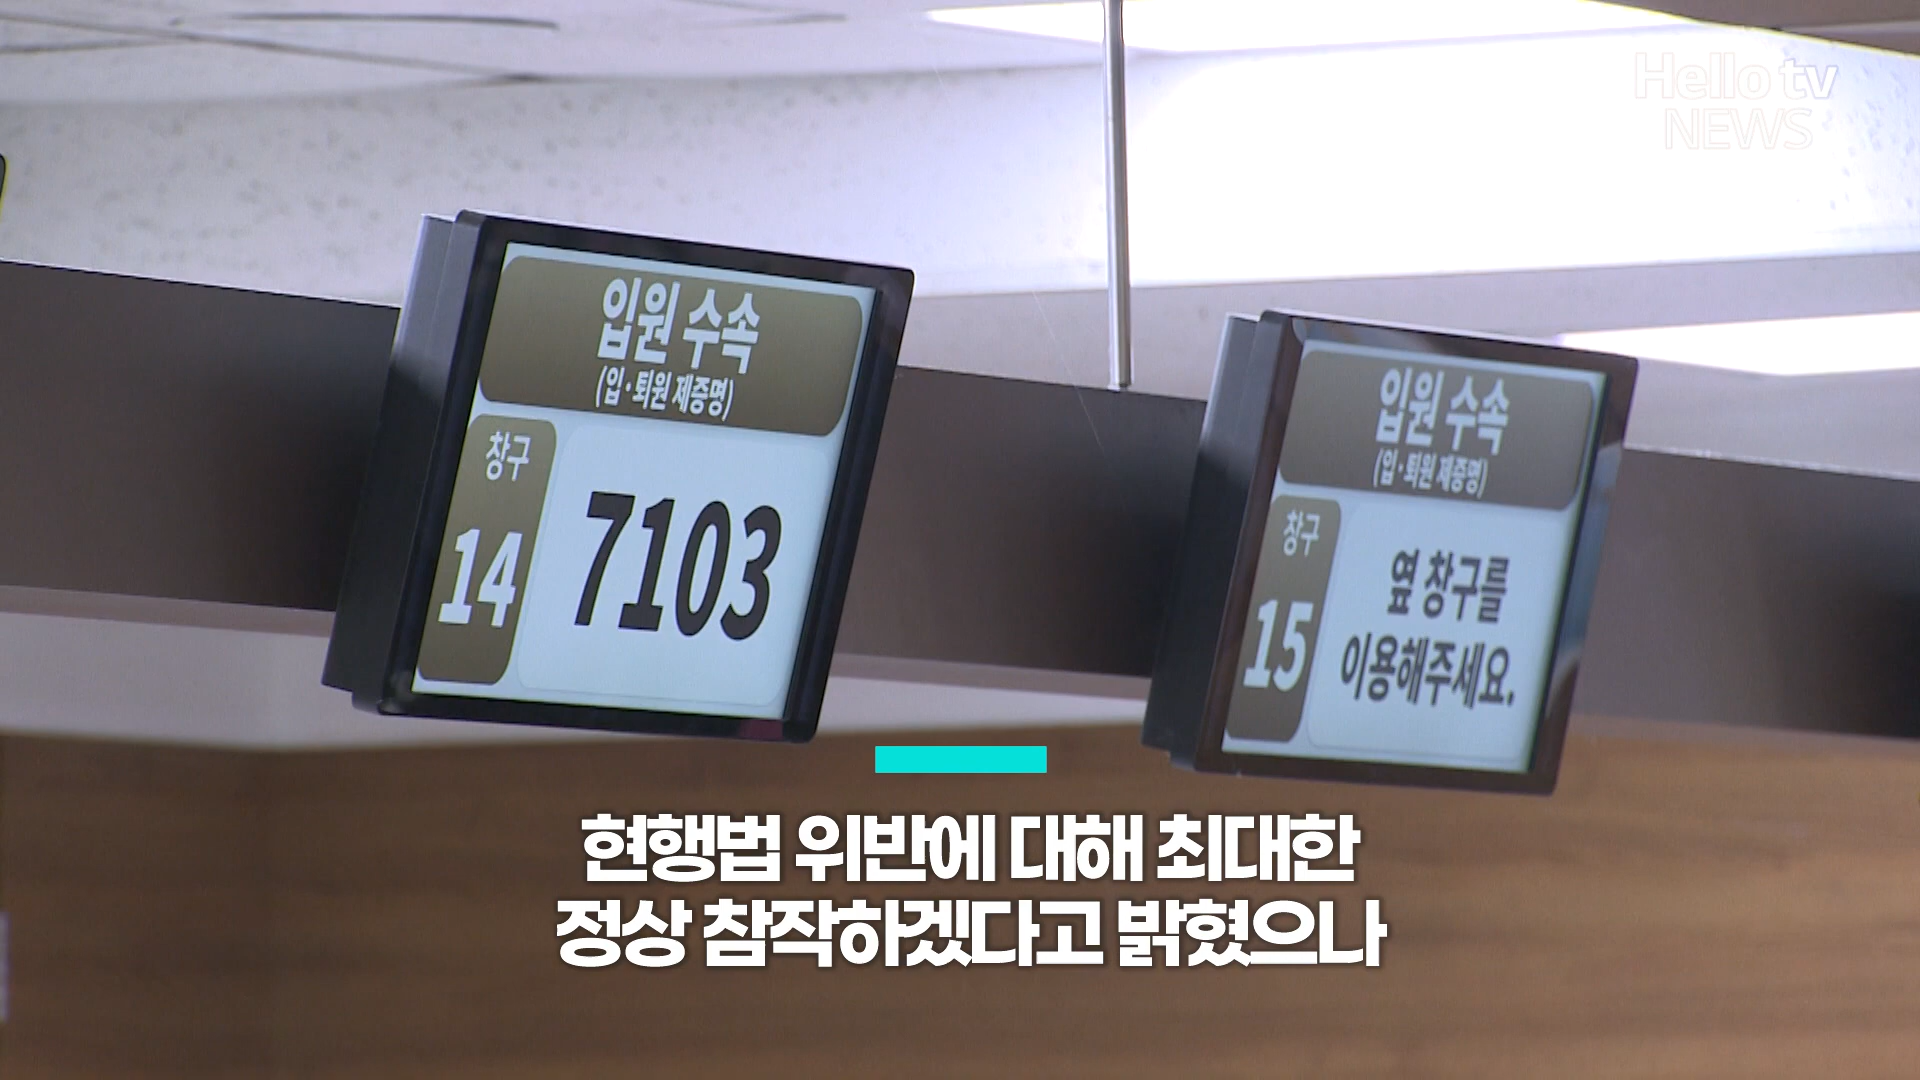 Hello tv
NEWS
입원 수속
(입·퇴원 제증명)
창구
14
7103
입원 수속
(입·퇴원 제증명)
창구
15
옆 창구를
이용해주세요.
현행법 위반에 대해 최대한
정상 참작하겠다고 밝혔으나